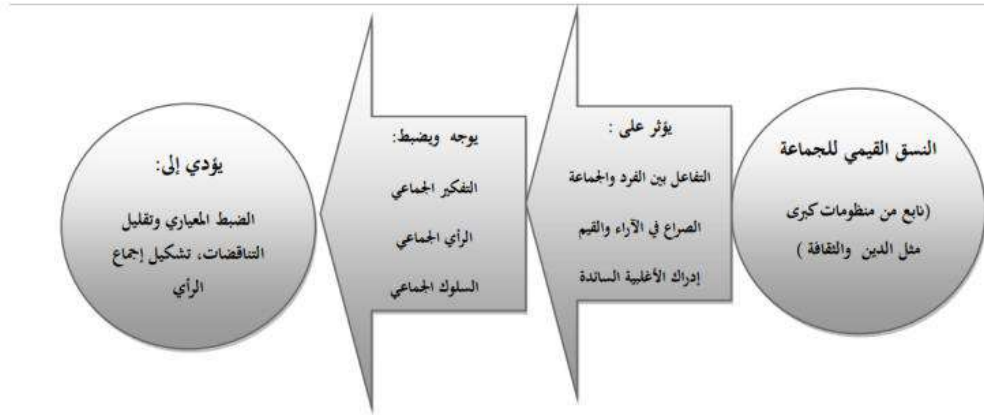 النسق القيمي للجماعة
(نابع من منظومات كبرى
مثل الدين والثقافة )
يؤثر على :
التفاعل بين الفرد والجماعة
الصراع في الآراء والقيم
إدراك الأغلبية السائدة
يوجه ويضبط:
التفكير الجماعي
الرأي الجماعي
السلوك الجماعي
يؤدي إلى:
الضبط المعياري وتقليل
التناقضات، تشكيل إجماع
الرأي